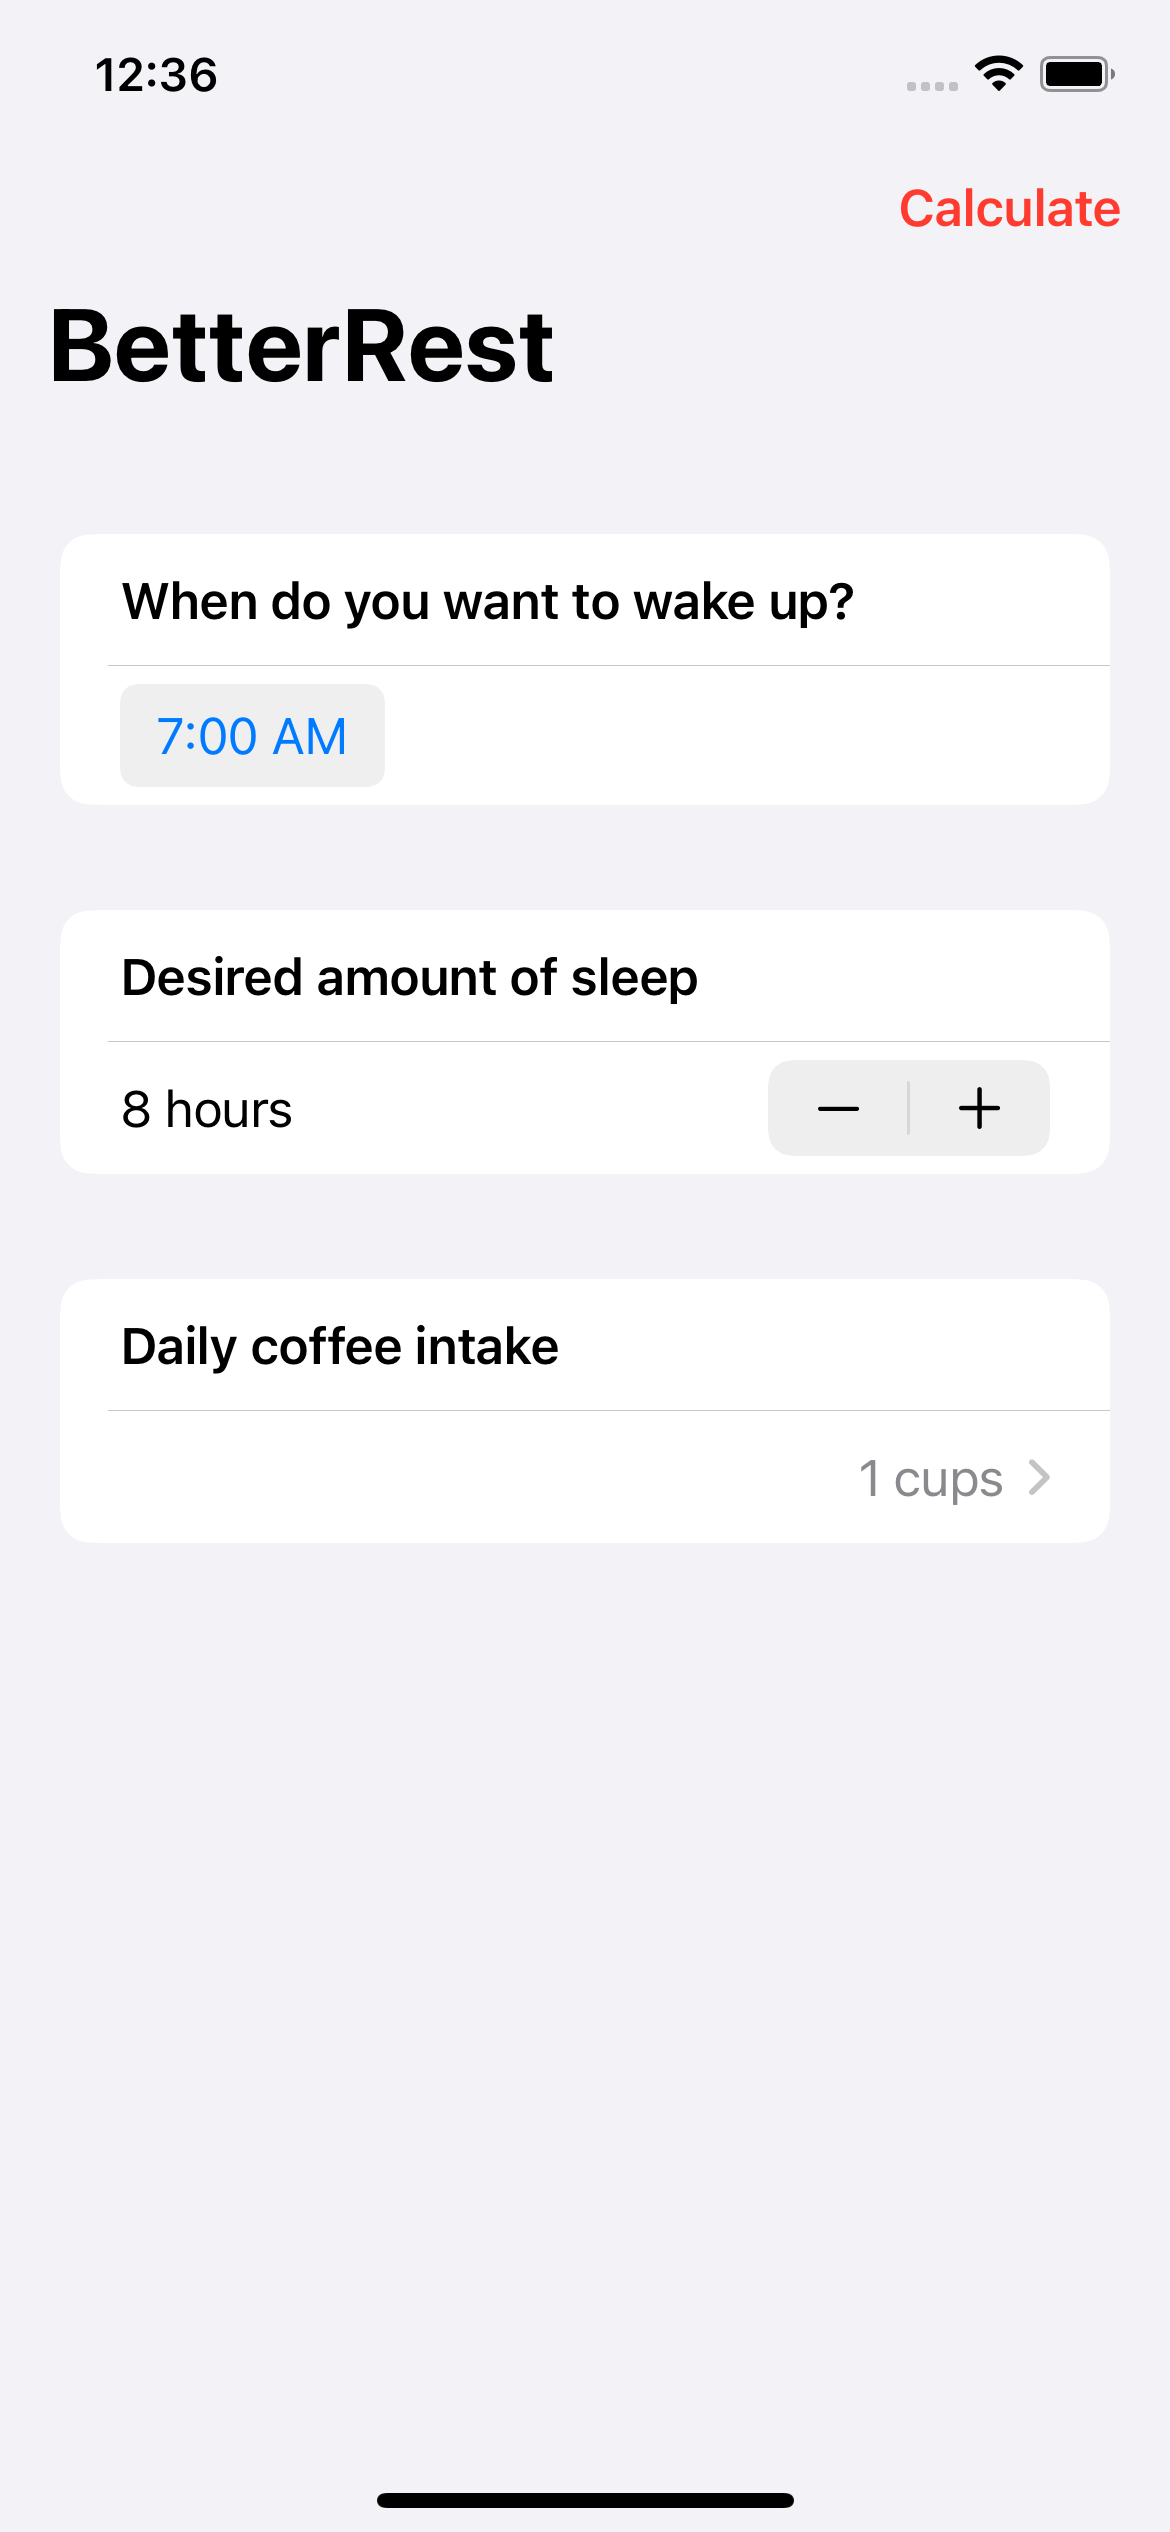 12:36
Calculate
BetterRest
When do you want to wake up?
7:00 AM
Desired amount of sleep
8 hours
Daily coffee intake
1 cups